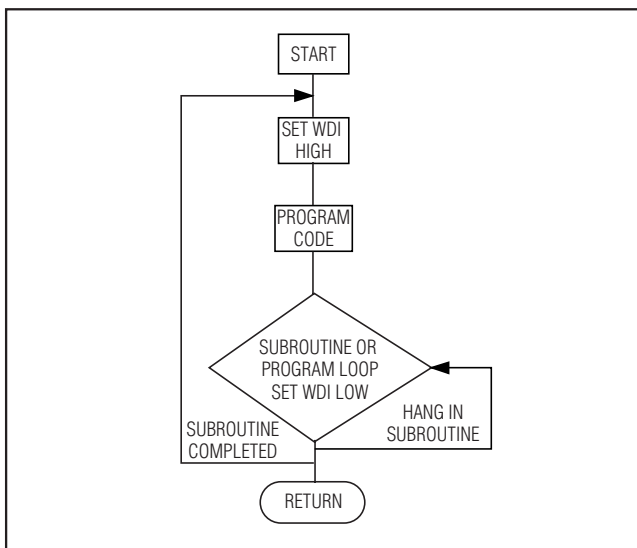 START
SET WDI
HIGH
PROGRAM
CODE
SUBROUTINE OR
PROGRAM LOOP
SET WDI LOW
SUBROUTINE
COMPLETED
HANG IN
SUBROUTINE
RETURN